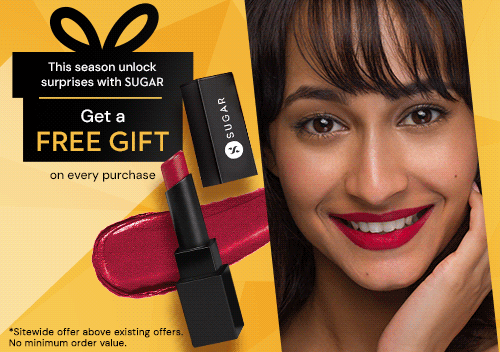 This season unlock
surprises with SUGAR
Get a
FREE GIFT
on every purchase
SUGAR
*Sitewide offer above existing offers.
No minimum order value.